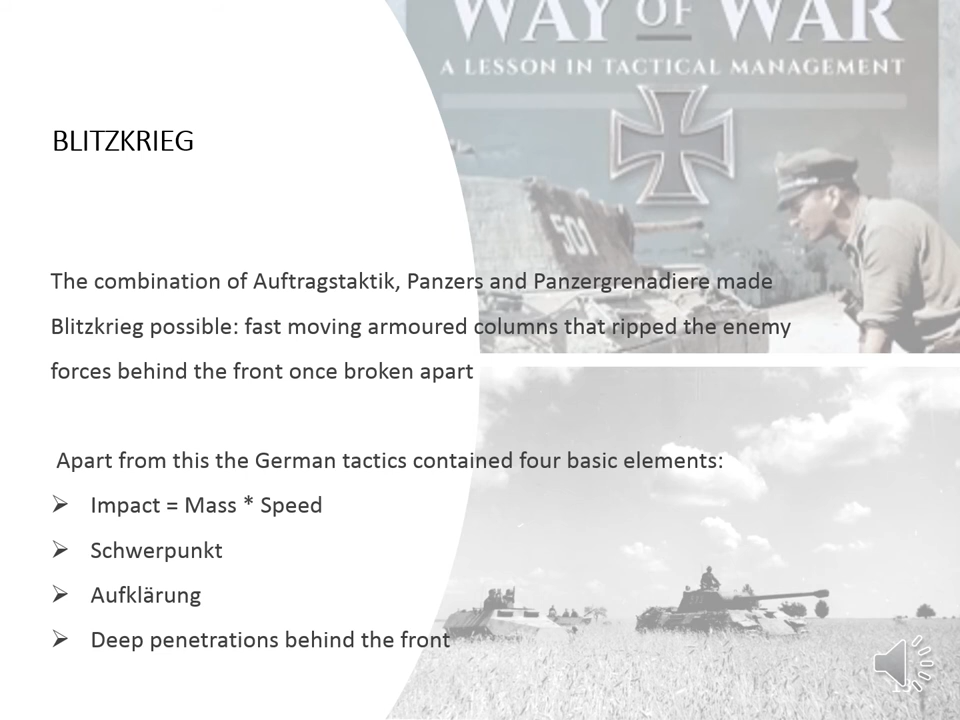 WAY OF WAR
A LESSON IN TACTICAL MANAGEMENT
501
BLITZKRIEG
The combination of Auftragstaktik, Panzers and Panzergrenadiere made
Blitzkrieg possible: fast moving armoured columns that ripped the enemy
forces behind the front once broken apart
Apart from this the German tactics contained four basic elements:
Impact = Mass * Speed
Schwerpunkt
Aufklärung
Deep penetrations behind the front